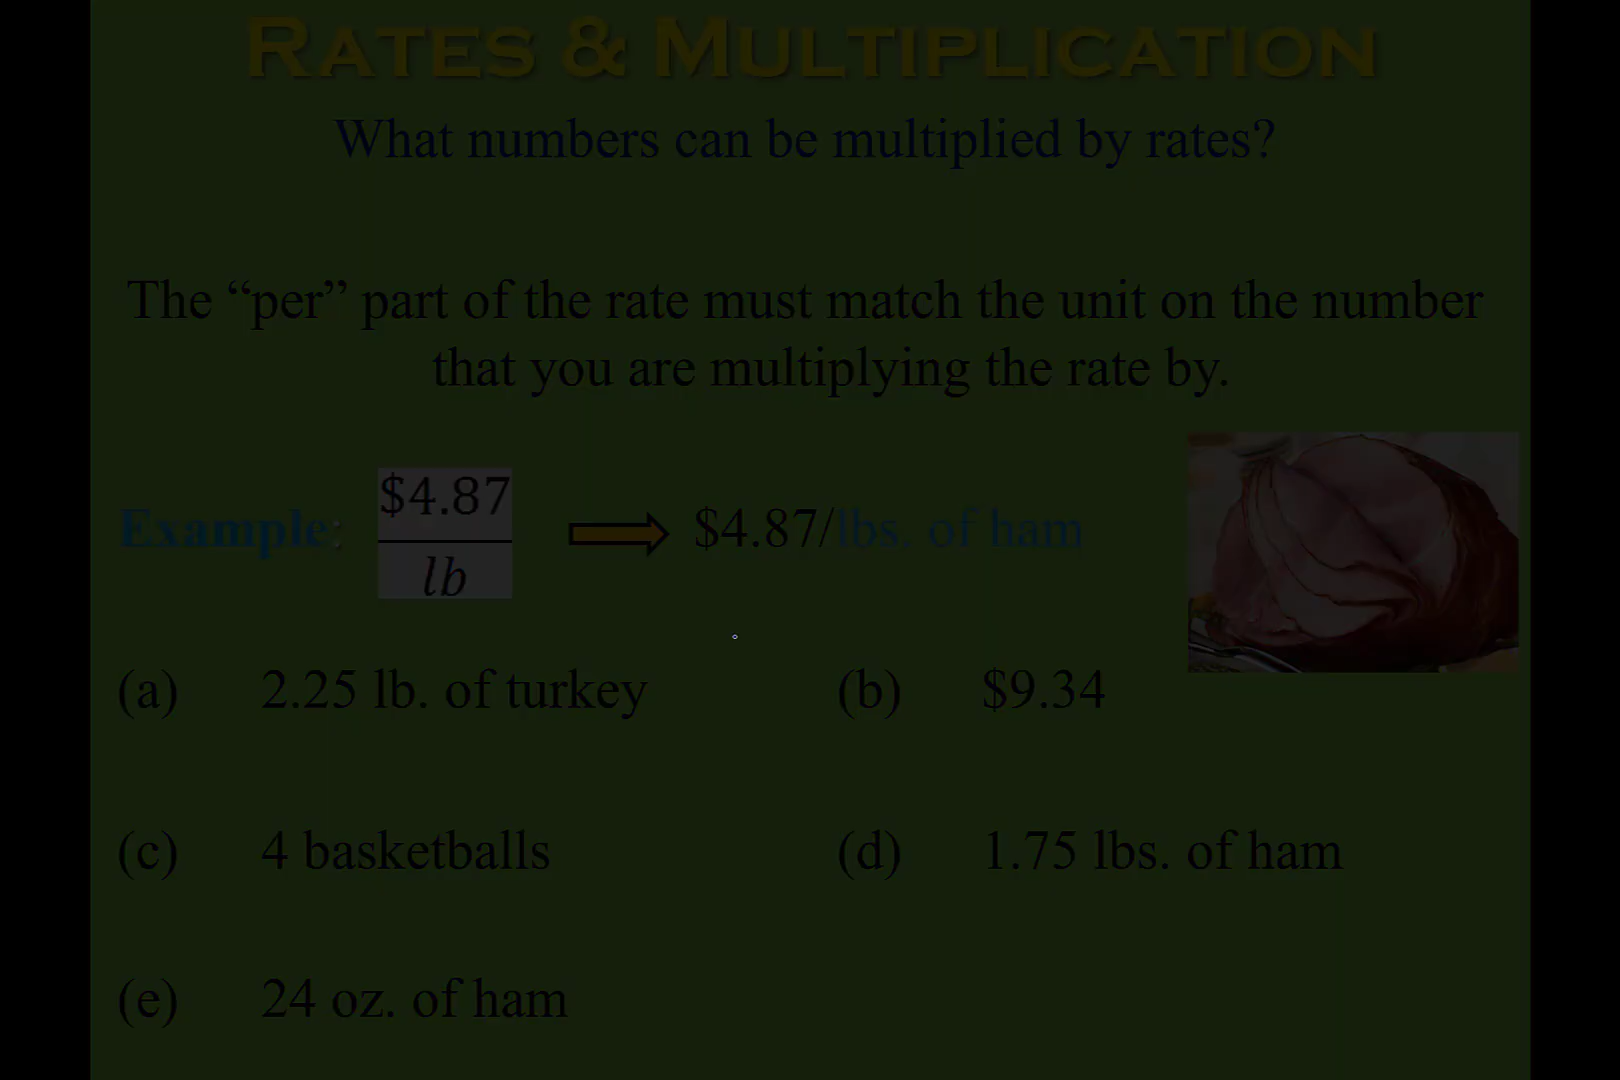 RATES & MULTIPLICATION
What numbers can be multiplied by rates?
The “per” part of the rate must match the unit on the number
that you are multiplying the rate by.
Example: $4.87/lb $4.87/lbs. of ham
(a) 2.25 lb. of turkey (b) $9.34
(c) 4 basketballs (d) 1.75 lbs. of ham
(e) 24 oz. of ham